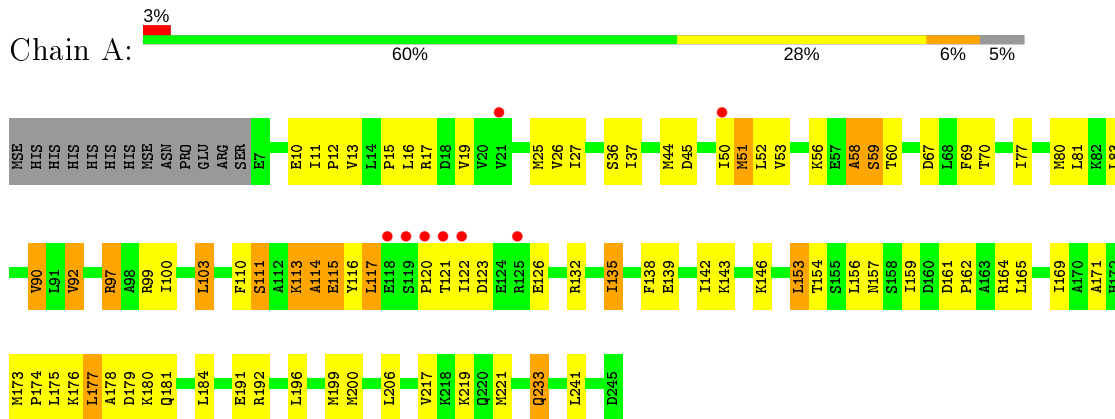 3%
Chain A:
60% 28% 6% 5%
MSE HIS HIS HIS HIS HIS HIS MSE ASN PRO GLU ARG SER E7 E10 I11 P12 V13 L14 P15 L16 R17 D18 V19 V20 V21 M25 V26 I27 S36 I37 M44 D45 I50 M51 L52 V53 K56 E57 A58 S59 T60 D67 L68 F69 T70 I77 M80 L81 K82 L83
V90 L91 V92 R97 A98 R99 I100 L103 F110 S111 A112 K113 A114 E115 Y116 L117 E118 S119 P120 T121 I122 D123 E124 R125 E126 R132 I135 F138 E139 I142 K143 K146 L153 T154 S155 L156 N157 S158 I159 D160 D161 P162 A163 R164 L165 I169 A170 A171 H172
M173 P174 L175 K176 L177 A178 D179 K180 Q181 L184 E191 R192 L196 M199 M200 L206 V217 K218 K219 Q220 M221 Q233 L241 D245